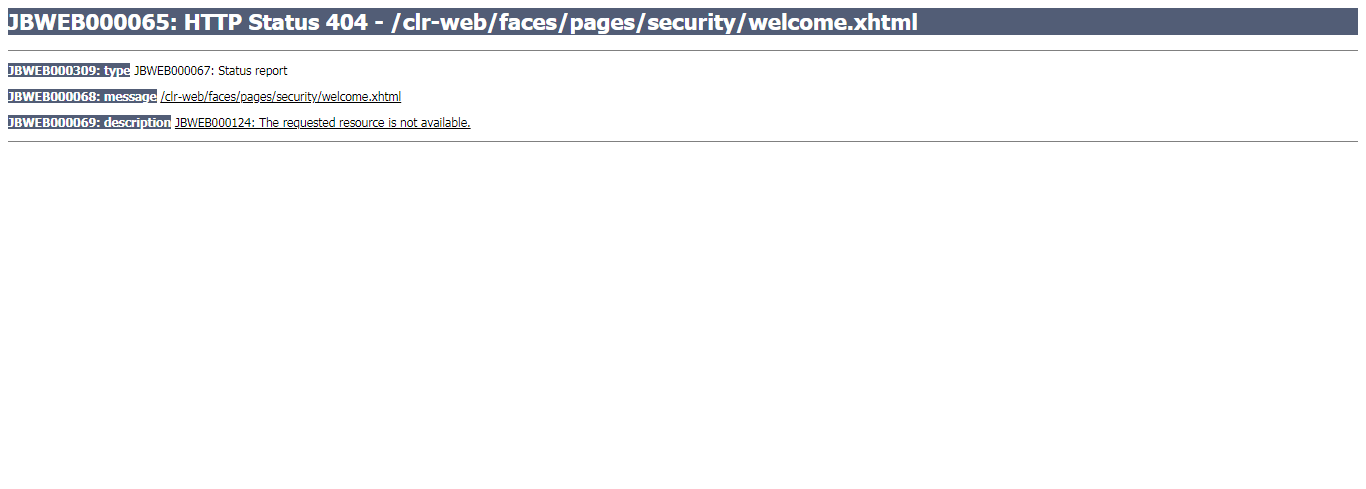 JBWEB000065: HTTP Status 404 - /clr-web/faces/pages/security/welcome.xhtml
JBWEB000309: type JBWEB000067: Status report
JBWEB000068: message /clr-web/faces/pages/security/welcome.xhtml
JBWEB000069: description JBWEB000124: The requested resource is not available.